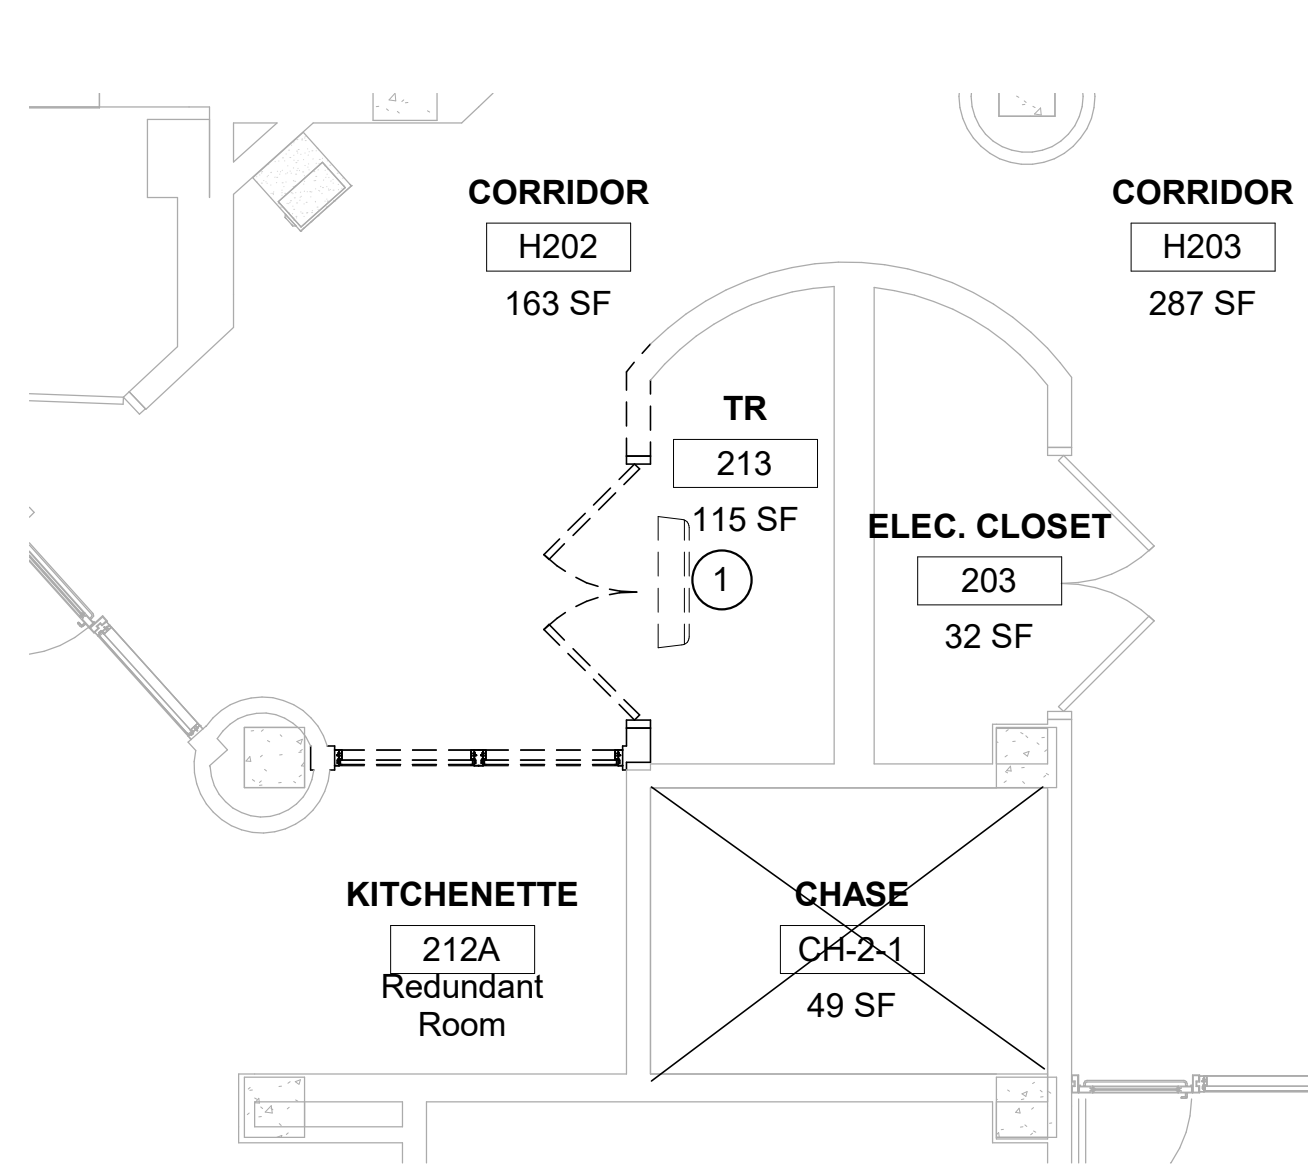 CORRIDOR
H202
163 SF
CORRIDOR
H203
287 SF
TR
213
115 SF
1
ELEC. CLOSET
203
32 SF
KITCHENETTE
212A
Redundant
Room
CHASE
CH-2-1
49 SF